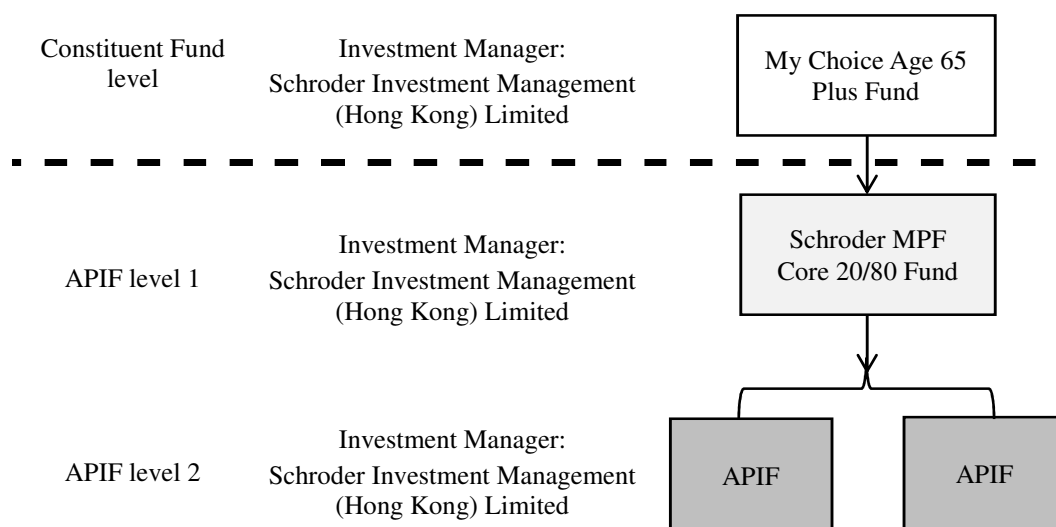 Constituent Fund
level
Investment Manager:
Schroder Investment Management
(Hong Kong) Limited
My Choice Age 65
Plus Fund
APIF level 1
Investment Manager:
Schroder Investment Management
(Hong Kong) Limited
Schroder MPF
Core 20/80 Fund
APIF level 2
Investment Manager:
Schroder Investment Management
(Hong Kong) Limited
APIF
APIF